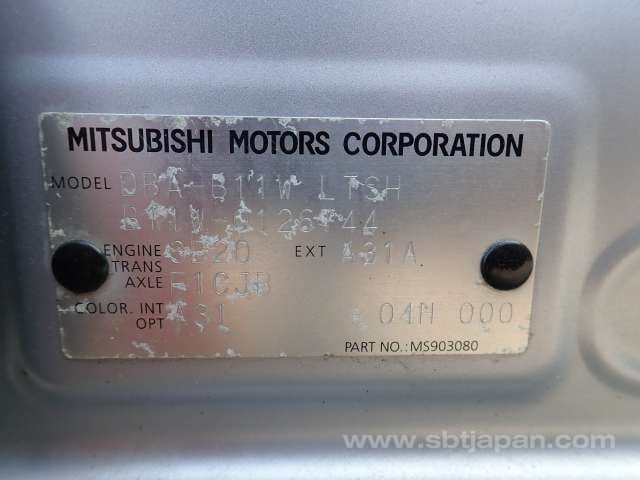 MITSUBISHI MOTORS CORPORATION
MODEL DBA-B11W LTSH
ENGINE 3B20 EXT A31A
TRANS
AXLE F1CJB
COLOR. INT A31 04M 000
OPT
PART NO.: MS903080
www.sbtjapan.com